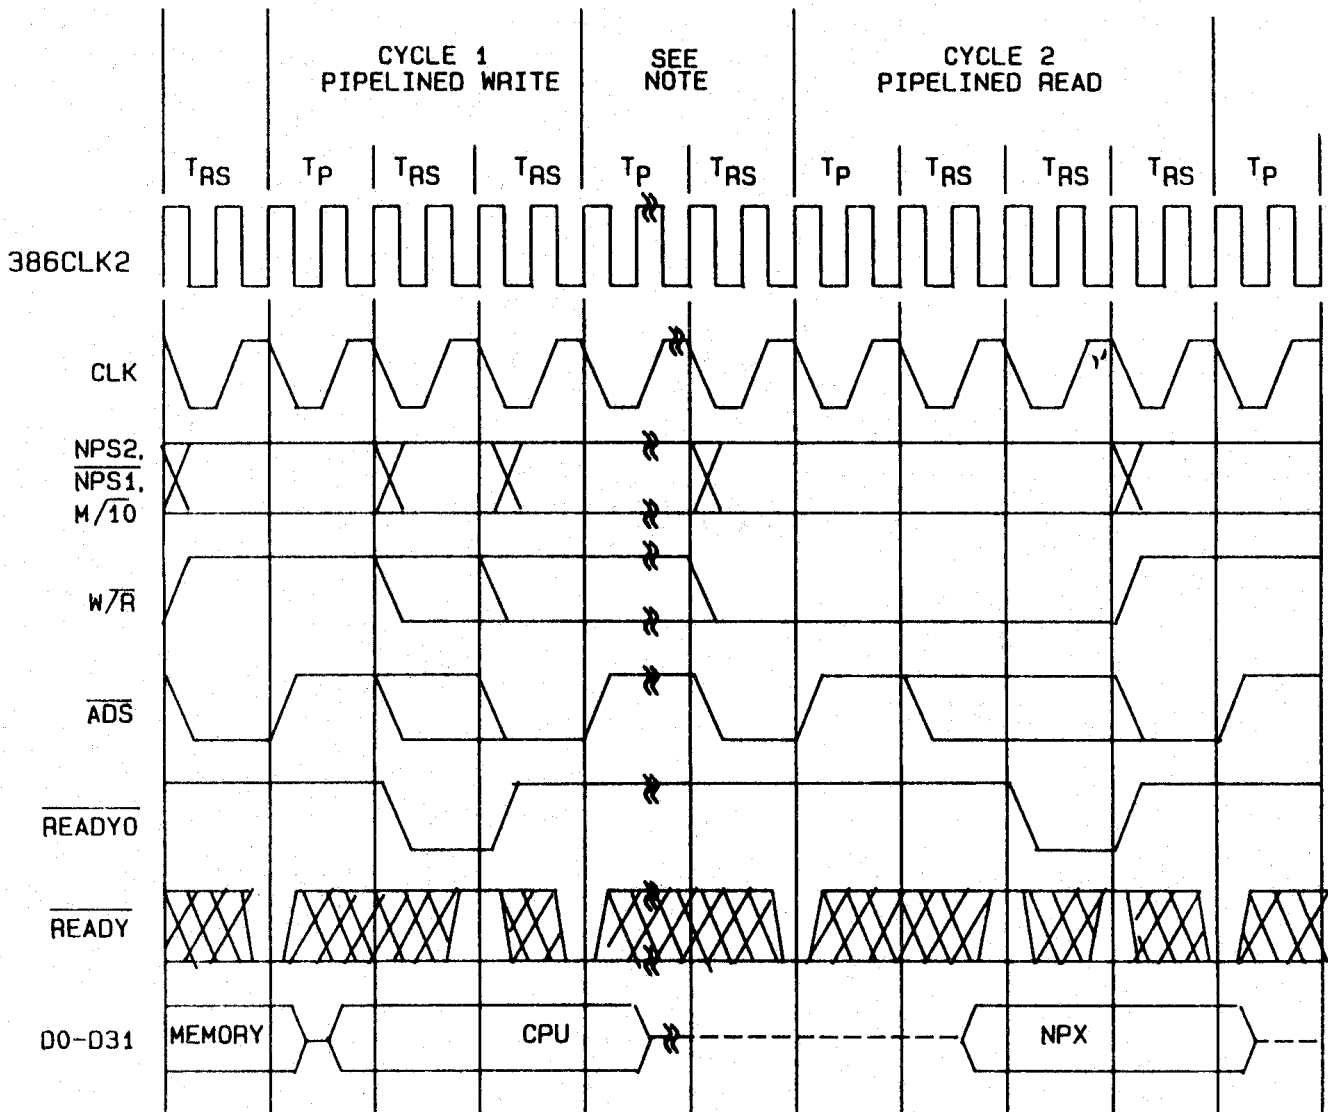 CYCLE 1
PIPELINED WRITE
SEE
NOTE
CYCLE 2
PIPELINED READ
TRS TP TRS TRS TP TRS TP TRS TRS TRS TP
386CLK2
CLK
NPS2,
NPS1,
M/IO
W/R
ADS
READY0
READY
D0-D31
MEMORY
CPU
NPX